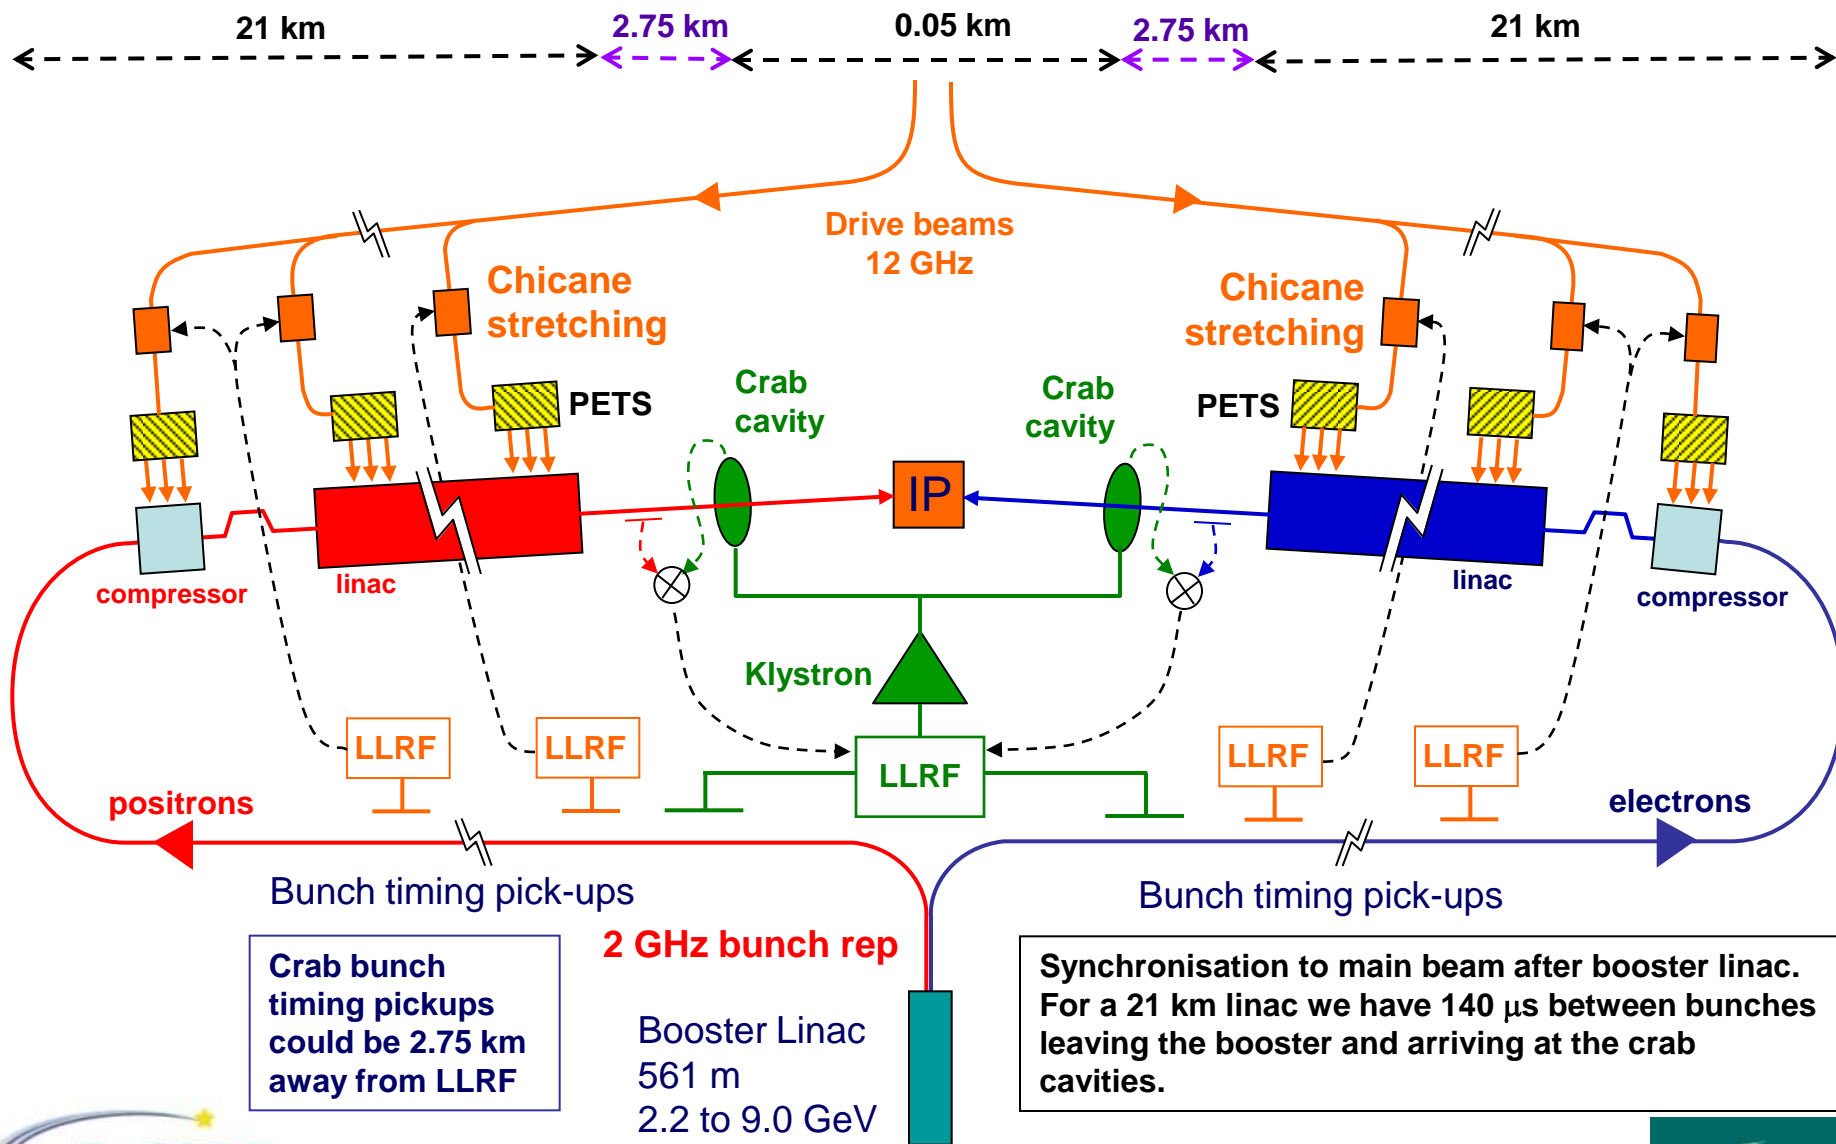 21 km
2.75 km
0.05 km
2.75 km
21 km
Drive beams
12 GHz
Chicane
stretching
Chicane
stretching
PETS
Crab
cavity
Crab
cavity
PETS
IP
compressor
linac
linac
compressor
Klystron
LLRF
LLRF
LLRF
LLRF
LLRF
positrons
electrons
Bunch timing pick-ups
Bunch timing pick-ups
2 GHz bunch rep
Crab bunch
timing pickups
could be 2.75 km
away from LLRF
Booster Linac
561 m
2.2 to 9.0 GeV
Synchronisation to main beam after booster linac.
For a 21 km linac we have 140 μs between bunches
leaving the booster and arriving at the crab
cavities.